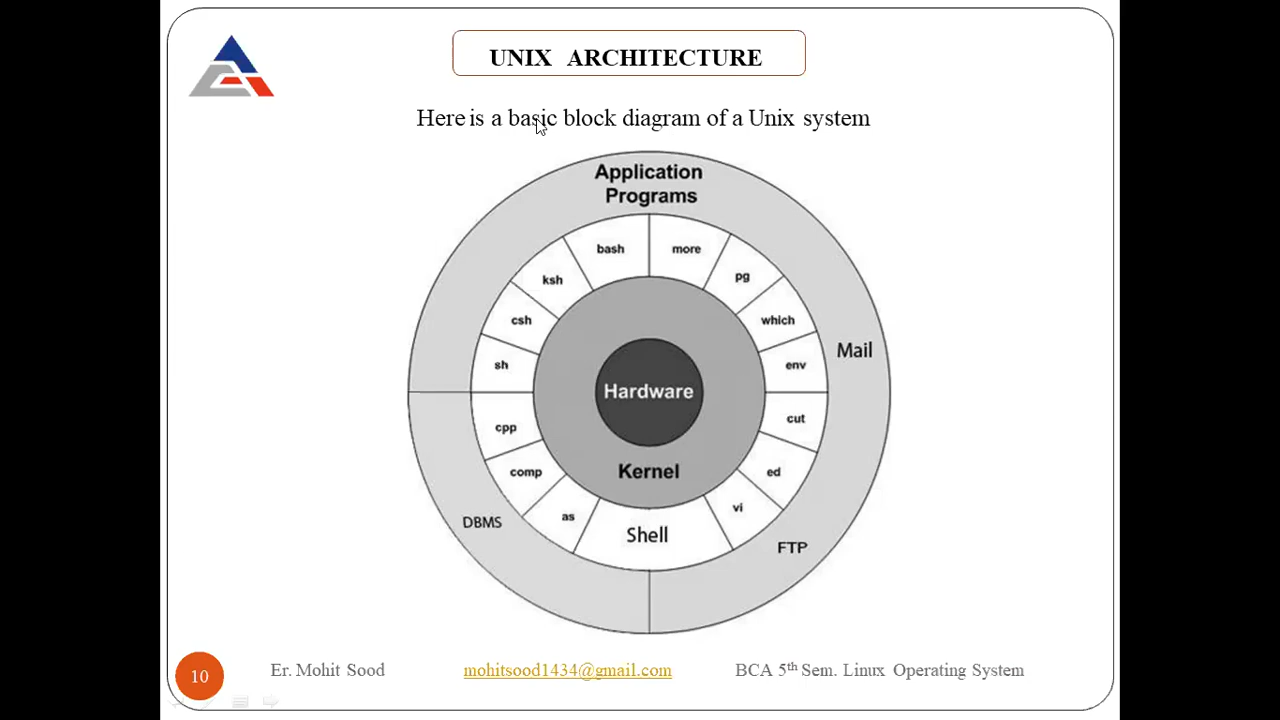 UNIX ARCHITECTURE
Here is a basic block diagram of a Unix system
Application
Programs
bash
more
ksh
pg
csh
which
sh
env
Mail
Hardware
cpp
cut
Kernel
comp
ed
as
vi
DBMS
Shell
FTP
10
Er. Mohit Sood
mohitsood1434@gmail.com
BCA 5th Sem. Linux Operating System